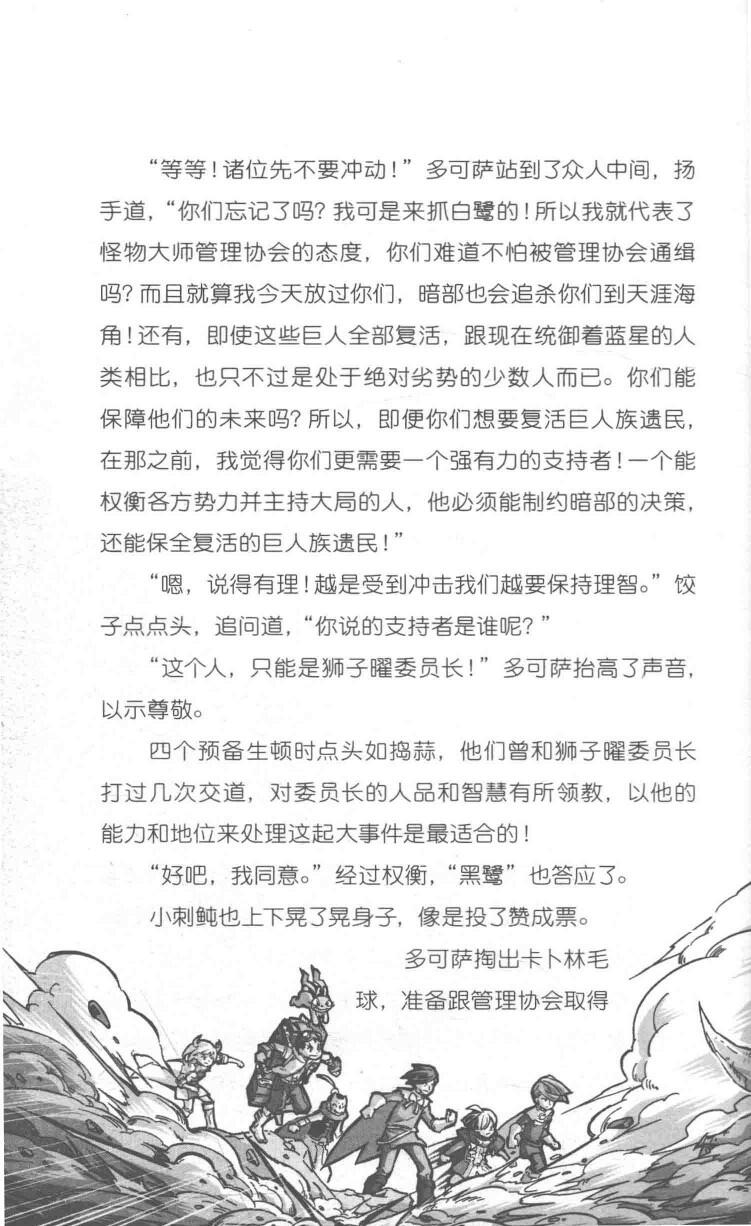 “等等！诸位先不要冲动！”多可萨站到了众人中间，扬
手道，“你们忘记了吗？我可是来抓白鹭的！所以我就代表了
怪物大师管理协会的态度，你们难道不怕被管理协会通缉
吗？而且就算我今天放过你们，暗部也会追杀你们到天涯海
角！还有，即使这些巨人全部复活，跟现在统御着蓝星的人
类相比，也只不过是处于绝对劣势的少数人而已。你们能
保障他们的未来吗？所以，即便你们想要复活巨人族遗民，
在那之前，我觉得你们更需要一个强有力的支持者！一个能
权衡各方势力并主持大局的人，他必须能制约暗部的决策，
还能保全复活的巨人族遗民！”
“嗯，说得有理！越是受到冲击我们越要保持理智。”饺
子点点头，追问道，“你说的支持者是谁呢？”
“这个人，只能是狮子曜委员长！”多可萨抬高了声音，
以示尊敬。
四个预备生顿时点头如捣蒜，他们曾和狮子曜委员长
打过几次交道，对委员长的人品和智慧有所领教，以他的
能力和地位来处理这起大事件是最适合的！
“好吧，我同意。”经过权衡，“黑鹭”也答应了。
小刺鲀也上下晃了晃身子，像是投了赞成票。
多可萨掏出卡卜林毛
球，准备跟管理协会取得